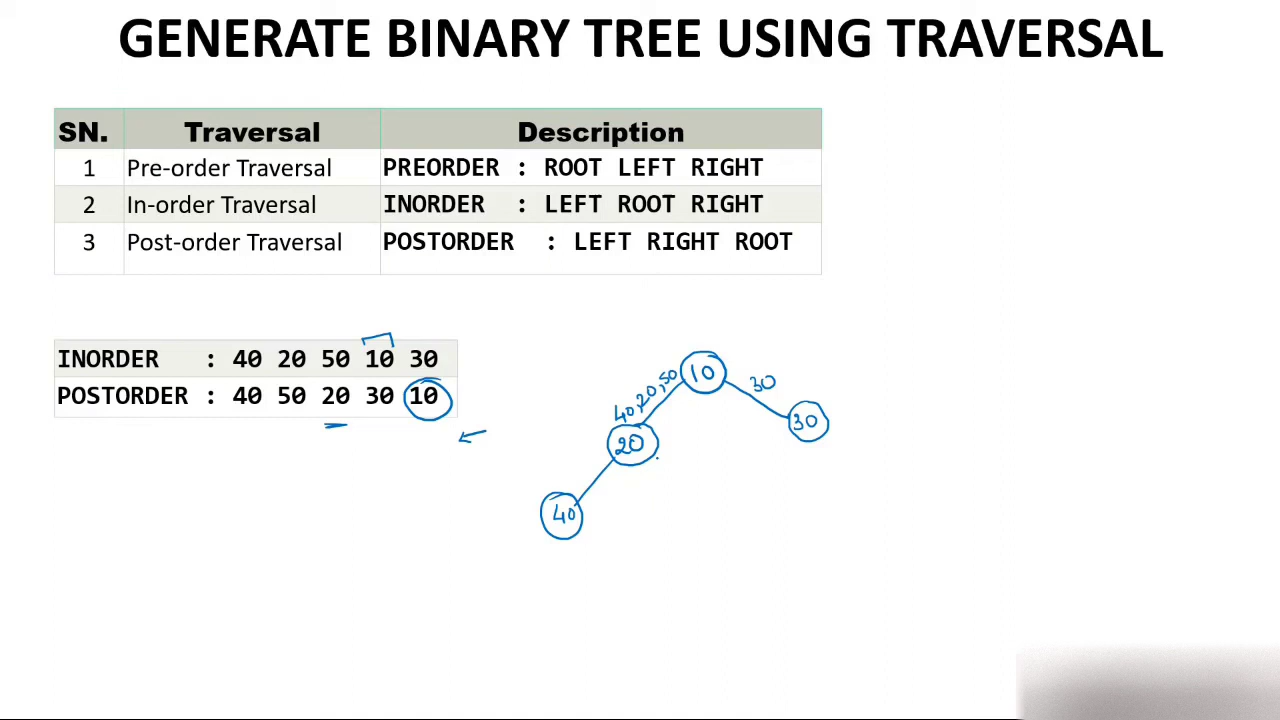 GENERATE BINARY TREE USING TRAVERSAL
SN. Traversal Description
1 Pre-order Traversal PREORDER : ROOT LEFT RIGHT
2 In-order Traversal INORDER : LEFT ROOT RIGHT
3 Post-order Traversal POSTORDER : LEFT RIGHT ROOT
INORDER : 40 20 50 10 30
POSTORDER : 40 50 20 30 10
10
40,20,50
30
30
20
40